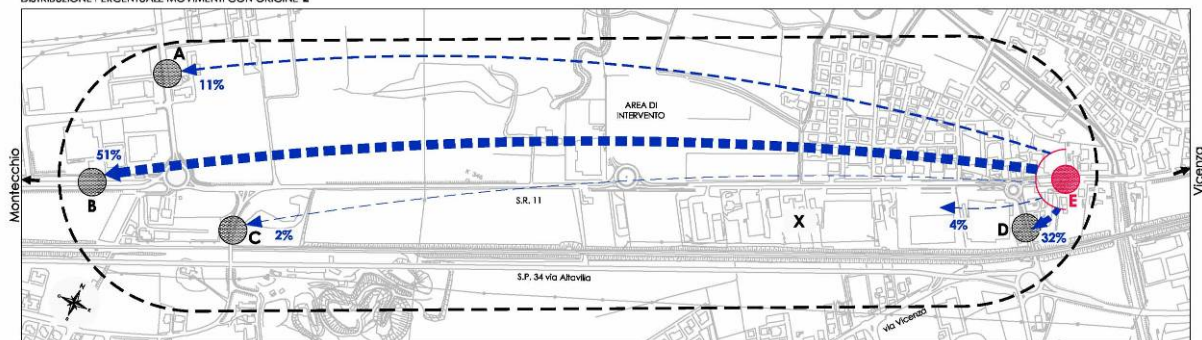 DISTRIBUZIONE PERCENTUALE MOVIMENTI CON ORIGINE E
A
11%
AREA DI
INTERVENTO
51%
Montecchio
Vicenza
B
E
S.R. 11
X
4%
C
2%
D
32%
S.P. 34 via Altavilla
via Vicenza